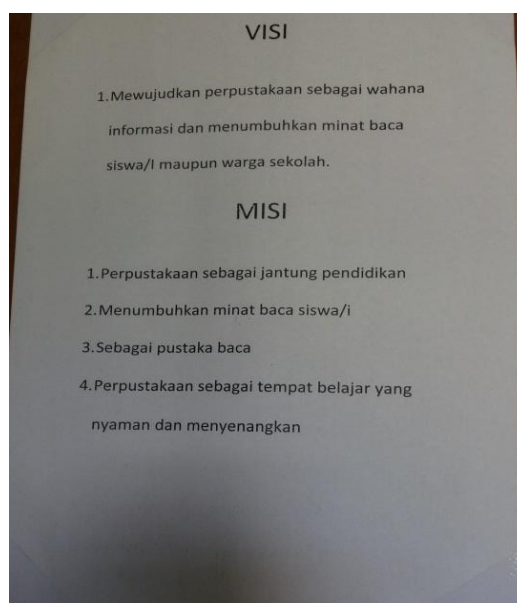 VISI
1.Mewujudkan perpustakaan sebagai wahana
informasi dan menumbuhkan minat baca
siswa/I maupun warga sekolah.
MISI
1.Perpustakaan sebagai jantung pendidikan
2.Menumbuhkan minat baca siswa/i
3.Sebagai pustaka baca
4.Perpustakaan sebagai tempat belajar yang
nyaman dan menyenangkan